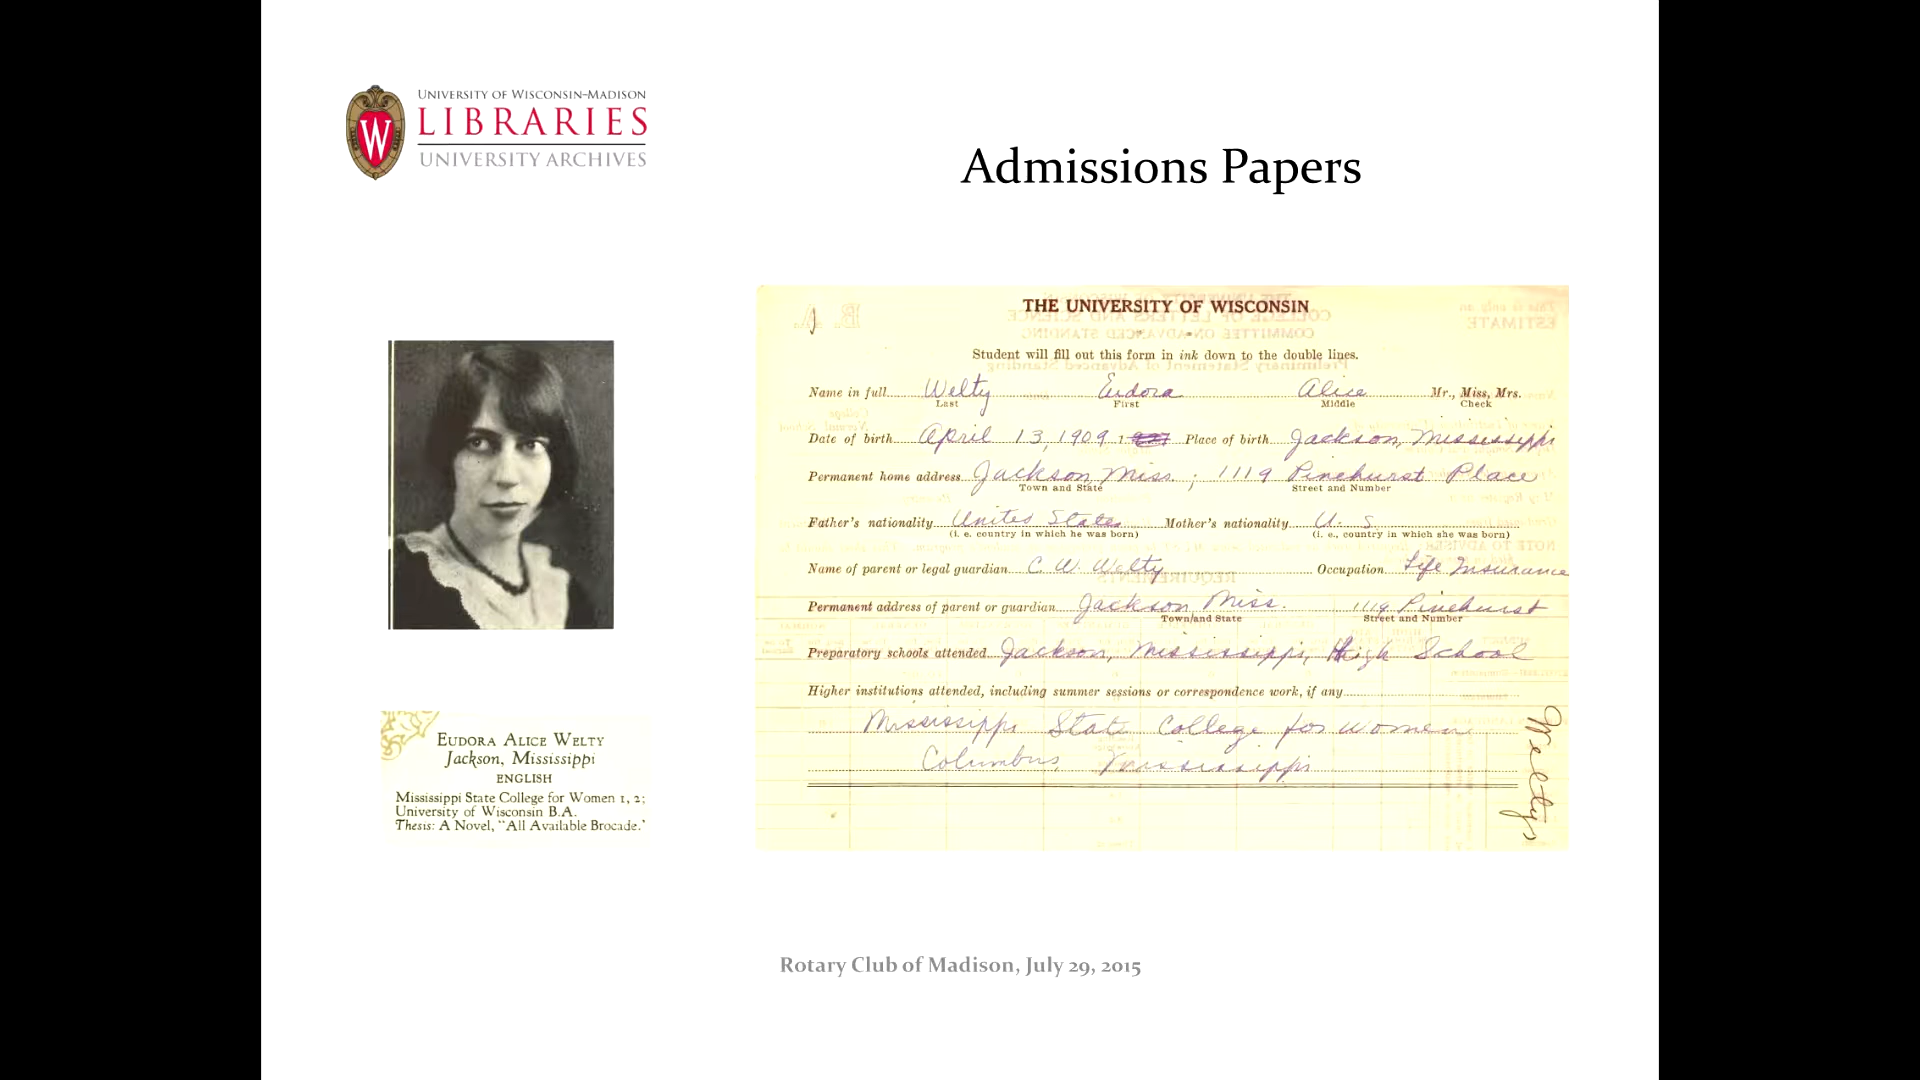 UNIVERSITY OF WISCONSIN–MADISON
LIBRARIES
UNIVERSITY ARCHIVES
W
Admissions Papers
THE UNIVERSITY OF WISCONSIN
Student will fill out this form in ink down to the double lines.
Name in full Welty Eudora Alice Mr., Miss, Mrs.
Last First Middle Check
Date of birth April 13, 1909 Place of birth Jackson, Mississippi
Permanent home address Jackson Miss. ; 1119 Pinehurst Place
Town and State Street and Number
Father's nationality United States Mother's nationality U. S.
(i. e. country in which he was born) (i. e., country in which she was born)
Name of parent or legal guardian C. W. Welty Occupation Life Insurance
Permanent address of parent or guardian Jackson Miss. 1119 Pinehurst
Town and State Street and Number
Preparatory schools attended Jackson, Mississippi, High School
Higher institutions attended, including summer sessions or correspondence work, if any
Mississippi State College for Women
Columbus, Mississippi
Welty
EUDORA ALICE WELTY
Jackson, Mississippi
ENGLISH
Mississippi State College for Women 1, 2;
University of Wisconsin B.A.
Thesis: A Novel, "All Available Brocade."
Rotary Club of Madison, July 29, 2015